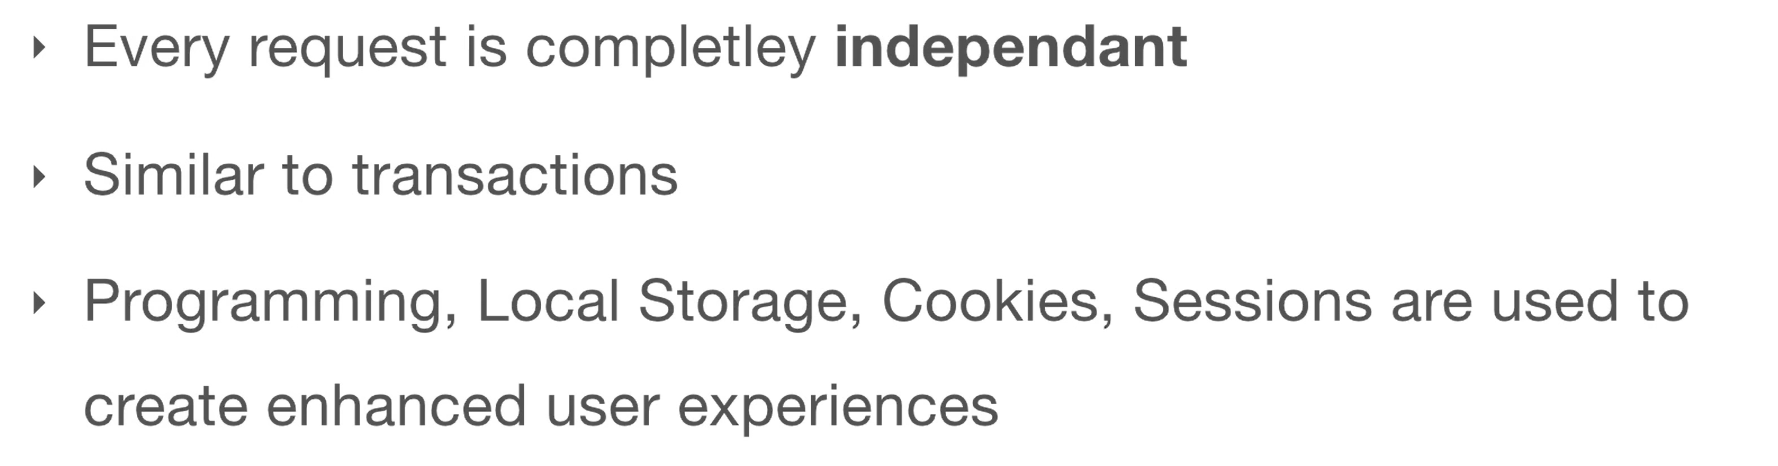 ‣ Every request is completley independant
‣ Similar to transactions
‣ Programming, Local Storage, Cookies, Sessions are used to
create enhanced user experiences